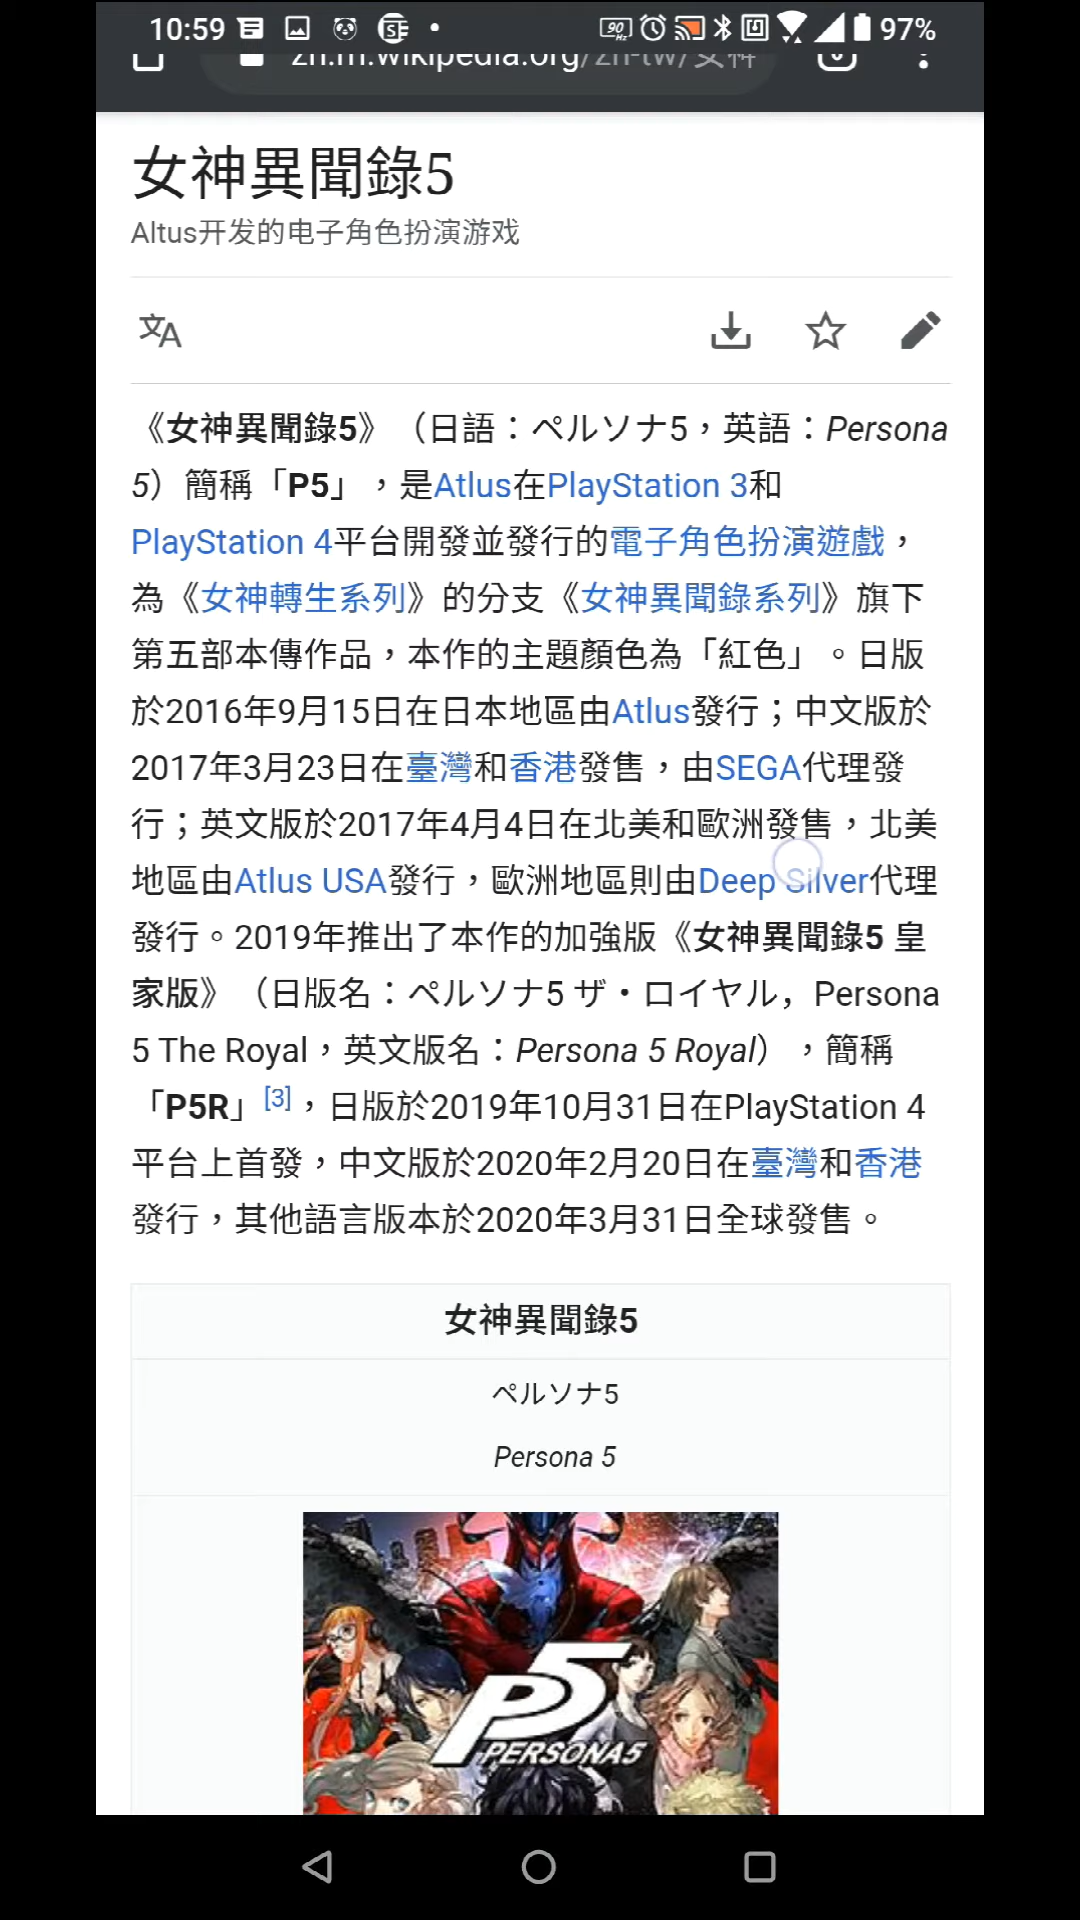 10:59
90 Hz
97%
zh.m.wikipedia.org/zh-tw/女神
女神異聞錄5
Altus开发的电子角色扮演游戏
文A
《女神異聞錄5》（日語：ペルソナ5，英語：Persona
5）簡稱「P5」，是Atlus在PlayStation 3和
PlayStation 4平台開發並發行的電子角色扮演遊戲，
為《女神轉生系列》的分支《女神異聞錄系列》旗下
第五部本傳作品，本作的主題顏色為「紅色」。日版
於2016年9月15日在日本地區由Atlus發行；中文版於
2017年3月23日在臺灣和香港發售，由SEGA代理發
行；英文版於2017年4月4日在北美和歐洲發售，北美
地區由Atlus USA發行，歐洲地區則由Deep Silver代理
發行。2019年推出了本作的加強版《女神異聞錄5 皇
家版》（日版名：ペルソナ5 ザ・ロイヤル，Persona
5 The Royal，英文版名：Persona 5 Royal），簡稱
「P5R」[3]，日版於2019年10月31日在PlayStation 4
平台上首發，中文版於2020年2月20日在臺灣和香港
發行，其他語言版本於2020年3月31日全球發售。
女神異聞錄5
ペルソナ5
Persona 5
P5
PERSONA5